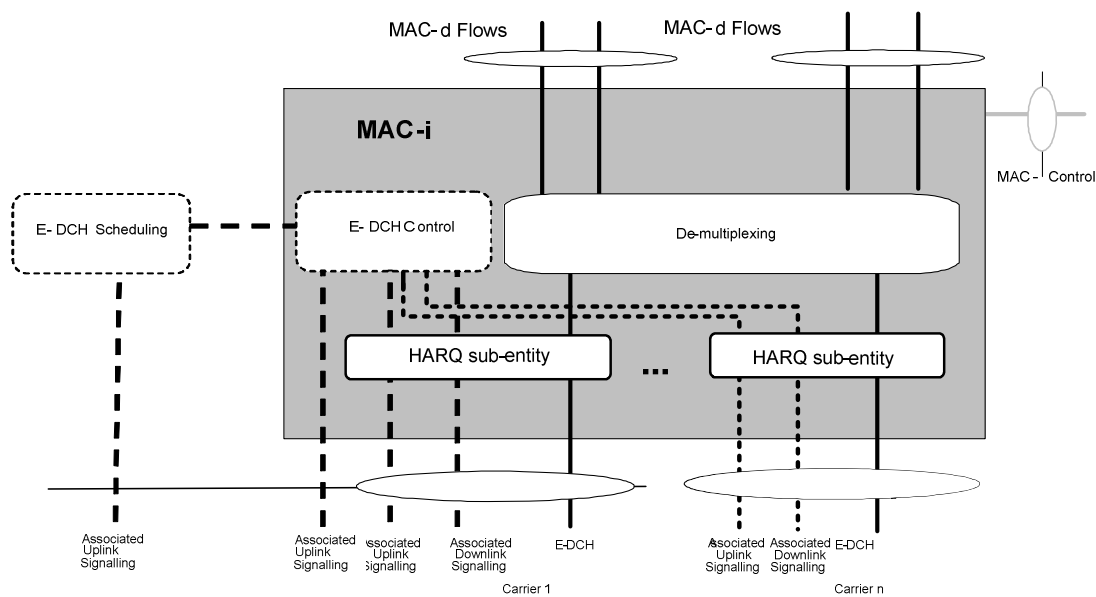 MAC-d Flows
MAC-d Flows
MAC-i
MAC- Control
E- DCH Scheduling
E- DCH Control
De-multiplexing
HARQ sub-entity
...
HARQ sub-entity
Associated
Uplink
Signalling
Associated
Uplink
Signalling
Associated
Uplink
Signalling
Associated
Downlink
Signalling
E-DCH
Associated
Uplink
Signalling
Associated
Downlink
Signalling
E-DCH
Carrier 1
Carrier n